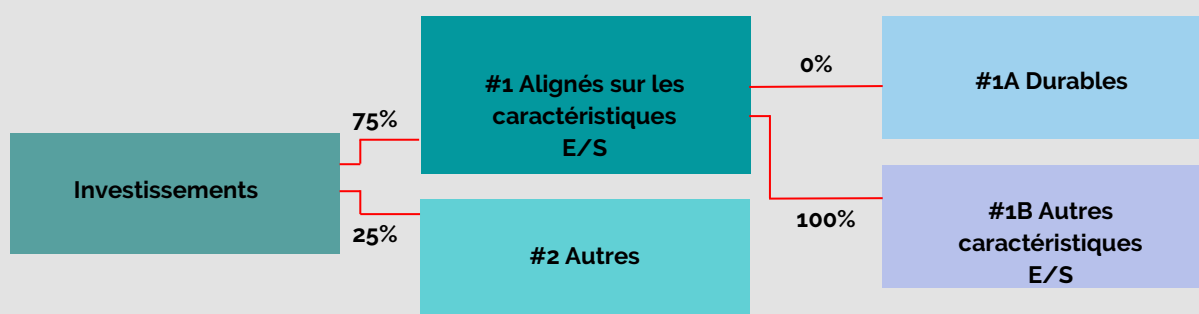 Investissements
75%
25%
#1 Alignés sur les
caractéristiques
E/S
#2 Autres
0%
100%
#1A Durables
#1B Autres
caractéristiques
E/S